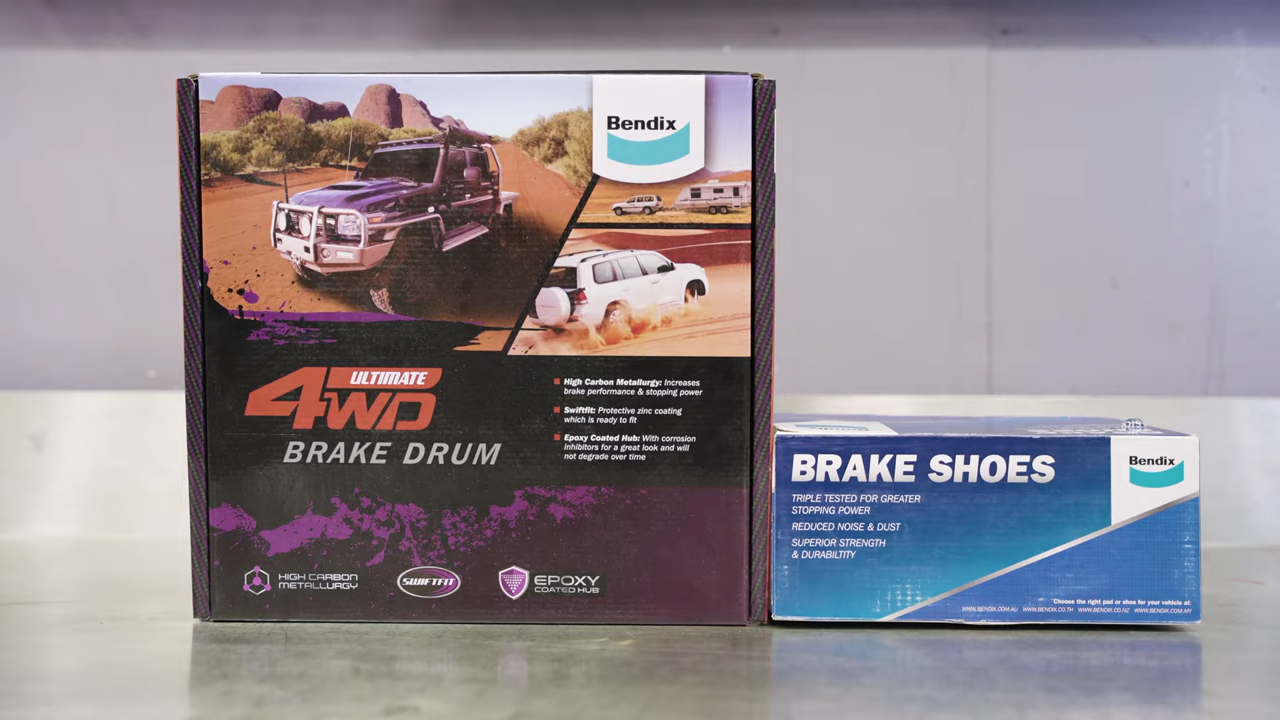 Bendix
ULTIMATE
4WD
BRAKE DRUM
High Carbon Metallurgy: Increases
brake performance & stopping power
Swiftfit: Protective zinc coating
which is ready to fit
Epoxy Coated Hub: With corrosion
inhibitors for a great look and will
not degrade over time
HIGH CARBON
METALLURGY
SWIFTFIT
EPOXY
COATED HUB
BRAKE SHOES
Bendix
TRIPLE TESTED FOR GREATER
STOPPING POWER
REDUCED NOISE & DUST
SUPERIOR STRENGTH
& DURABILTITY
Choose the right pad or shoe for your vehicle at:
WWW.BENDIX.COM.AU WWW.BENDIX.CO.TH WWW.BENDIX.CO.NZ WWW.BENDIX.COM.MY